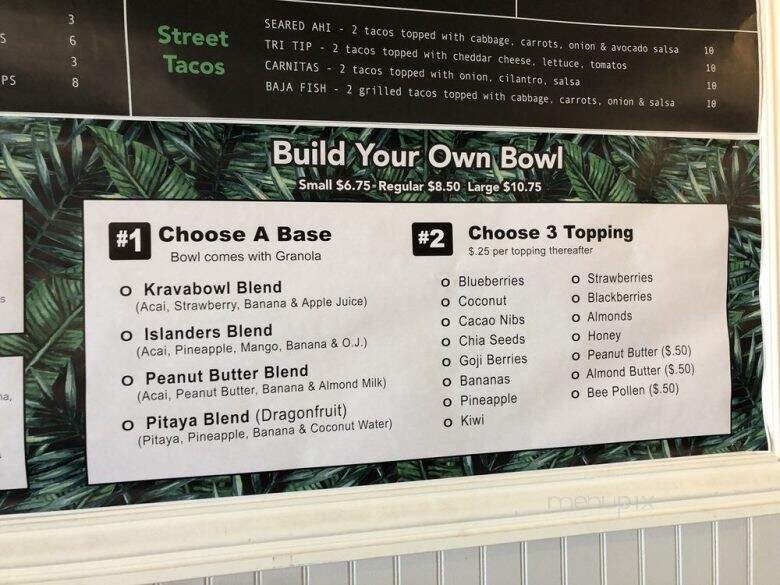 3
S 6
3
PS 8
Street
Tacos
SEARED AHI - 2 tacos topped with cabbage, carrots, onion & avocado salsa 10
TRI TIP - 2 tacos topped with cheddar cheese, lettuce, tomatoes 10
CARNITAS - 2 tacos topped with onion, cilantro, salsa 10
BAJA FISH - 2 grilled tacos topped with cabbage, carrots, onion & salsa 10
Build Your Own Bowl
Small $6.75 - Regular $8.50 Large $10.75
#1 Choose A Base
Bowl comes with Granola
Kravabowl Blend
(Acai, Strawberry, Banana & Apple Juice)
Islanders Blend
(Acai, Pineapple, Mango, Banana & O.J.)
Peanut Butter Blend
(Acai, Peanut Butter, Banana & Almond Milk)
Pitaya Blend (Dragonfruit)
(Pitaya, Pineapple, Banana & Coconut Water)
#2 Choose 3 Topping
$.25 per topping thereafter
Blueberries
Coconut
Cacao Nibs
Chia Seeds
Goji Berries
Bananas
Pineapple
Kiwi
Strawberries
Blackberries
Almonds
Honey
Peanut Butter ($.50)
Almond Butter ($.50)
Bee Pollen ($.50)
s
na,
menupix